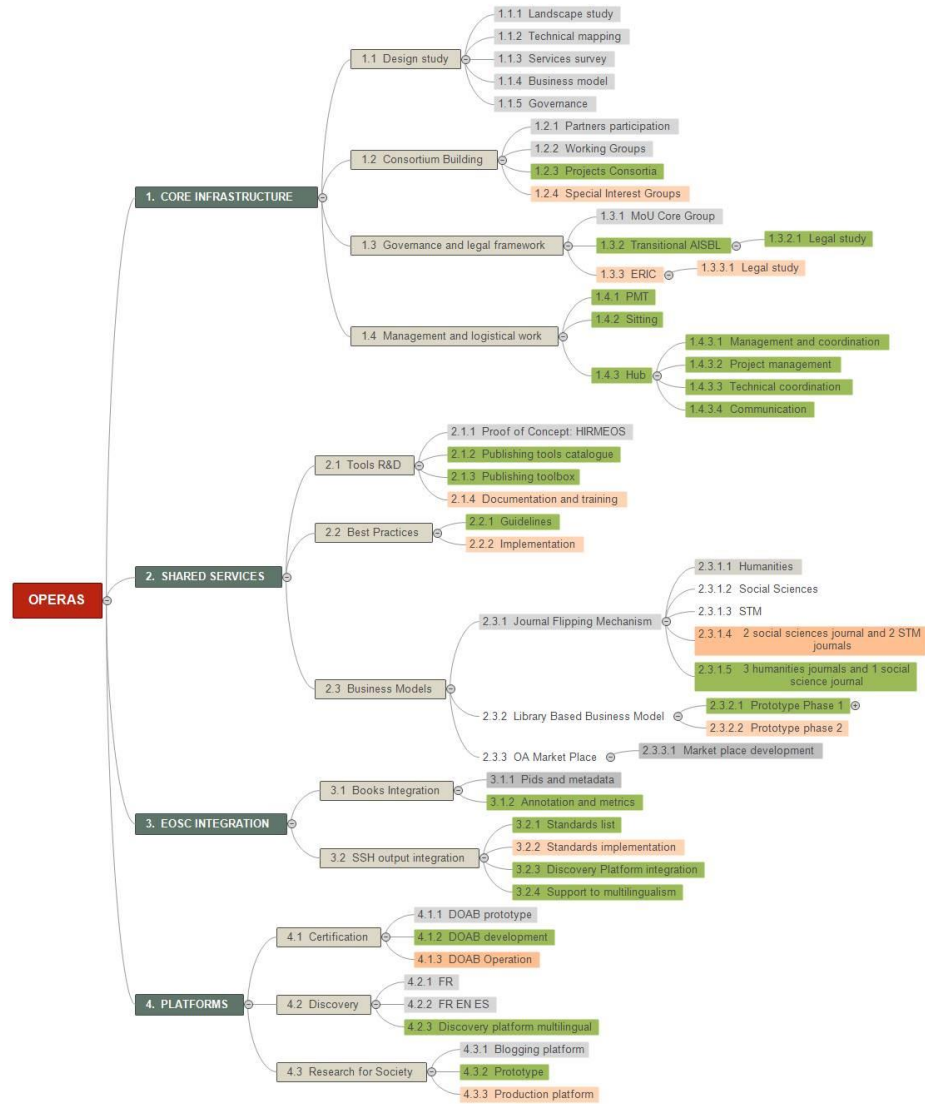 OPERAS
1. CORE INFRASTRUCTURE
1.1 Design study
1.1.1 Landscape study
1.1.2 Technical mapping
1.1.3 Services survey
1.1.4 Business model
1.1.5 Governance
1.2 Consortium Building
1.2.1 Partners participation
1.2.2 Working Groups
1.2.3 Projects Consortia
1.2.4 Special Interest Groups
1.3 Governance and legal framework
1.3.1 MoU Core Group
1.3.2 Transitional AISBL
1.3.2.1 Legal study
1.3.3 ERIC
1.3.3.1 Legal study
1.4 Management and logistical work
1.4.1 PMT
1.4.2 Sitting
1.4.3 Hub
1.4.3.1 Management and coordination
1.4.3.2 Project management
1.4.3.3 Technical coordination
1.4.3.4 Communication
2. SHARED SERVICES
2.1 Tools R&D
2.1.1 Proof of Concept: HIRMEOS
2.1.2 Publishing tools catalogue
2.1.3 Publishing toolbox
2.1.4 Documentation and training
2.2 Best Practices
2.2.1 Guidelines
2.2.2 Implementation
2.3 Business Models
2.3.1 Journal Flipping Mechanism
2.3.1.1 Humanities
2.3.1.2 Social Sciences
2.3.1.3 STM
2.3.1.4 2 social sciences journal and 2 STM
journals
2.3.1.5 3 humanities journals and 1 social
science journal
2.3.2 Library Based Business Model
2.3.2.1 Prototype Phase 1
2.3.2.2 Prototype phase 2
2.3.3 OA Market Place
2.3.3.1 Market place development
3. EOSC INTEGRATION
3.1 Books Integration
3.1.1 Pids and metadata
3.1.2 Annotation and metrics
3.2 SSH output integration
3.2.1 Standards list
3.2.2 Standards implementation
3.2.3 Discovery Platform integration
3.2.4 Support to multilingualism
4. PLATFORMS
4.1 Certification
4.1.1 DOAB prototype
4.1.2 DOAB development
4.1.3 DOAB Operation
4.2 Discovery
4.2.1 FR
4.2.2 FR EN ES
4.2.3 Discovery platform multilingual
4.3 Research for Society
4.3.1 Blogging platform
4.3.2 Prototype
4.3.3 Production platform